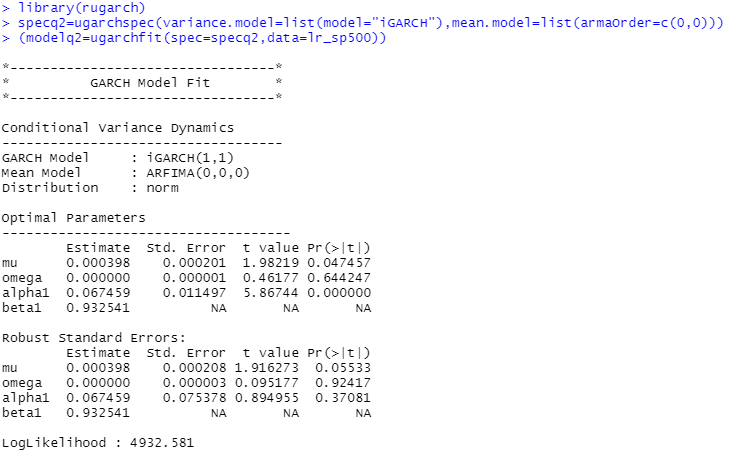 > library(rugarch)
> specq2=ugarchspec(variance.model=list(model="iGARCH"),mean.model=list(armaOrder=c(0,0)))
> (modelq2=ugarchfit(spec=specq2,data=lr_sp500))
*---------------------------------*
*          GARCH Model Fit        *
*---------------------------------*
Conditional Variance Dynamics
-----------------------------------
GARCH Model     : iGARCH(1,1)
Mean Model      : ARFIMA(0,0,0)
Distribution    : norm
Optimal Parameters
------------------------------------
        Estimate  Std. Error  t value Pr(>|t|)
mu      0.000398    0.000201  1.98219 0.047457
omega   0.000000    0.000001  0.46177 0.644247
alpha1  0.067459    0.011497  5.86744 0.000000
beta1   0.932541          NA       NA       NA
Robust Standard Errors:
        Estimate  Std. Error  t value Pr(>|t|)
mu      0.000398    0.000208 1.916273  0.05533
omega   0.000000    0.000003 0.095177  0.92417
alpha1  0.067459    0.075378 0.894955  0.37081
beta1   0.932541          NA       NA       NA
LogLikelihood : 4932.581